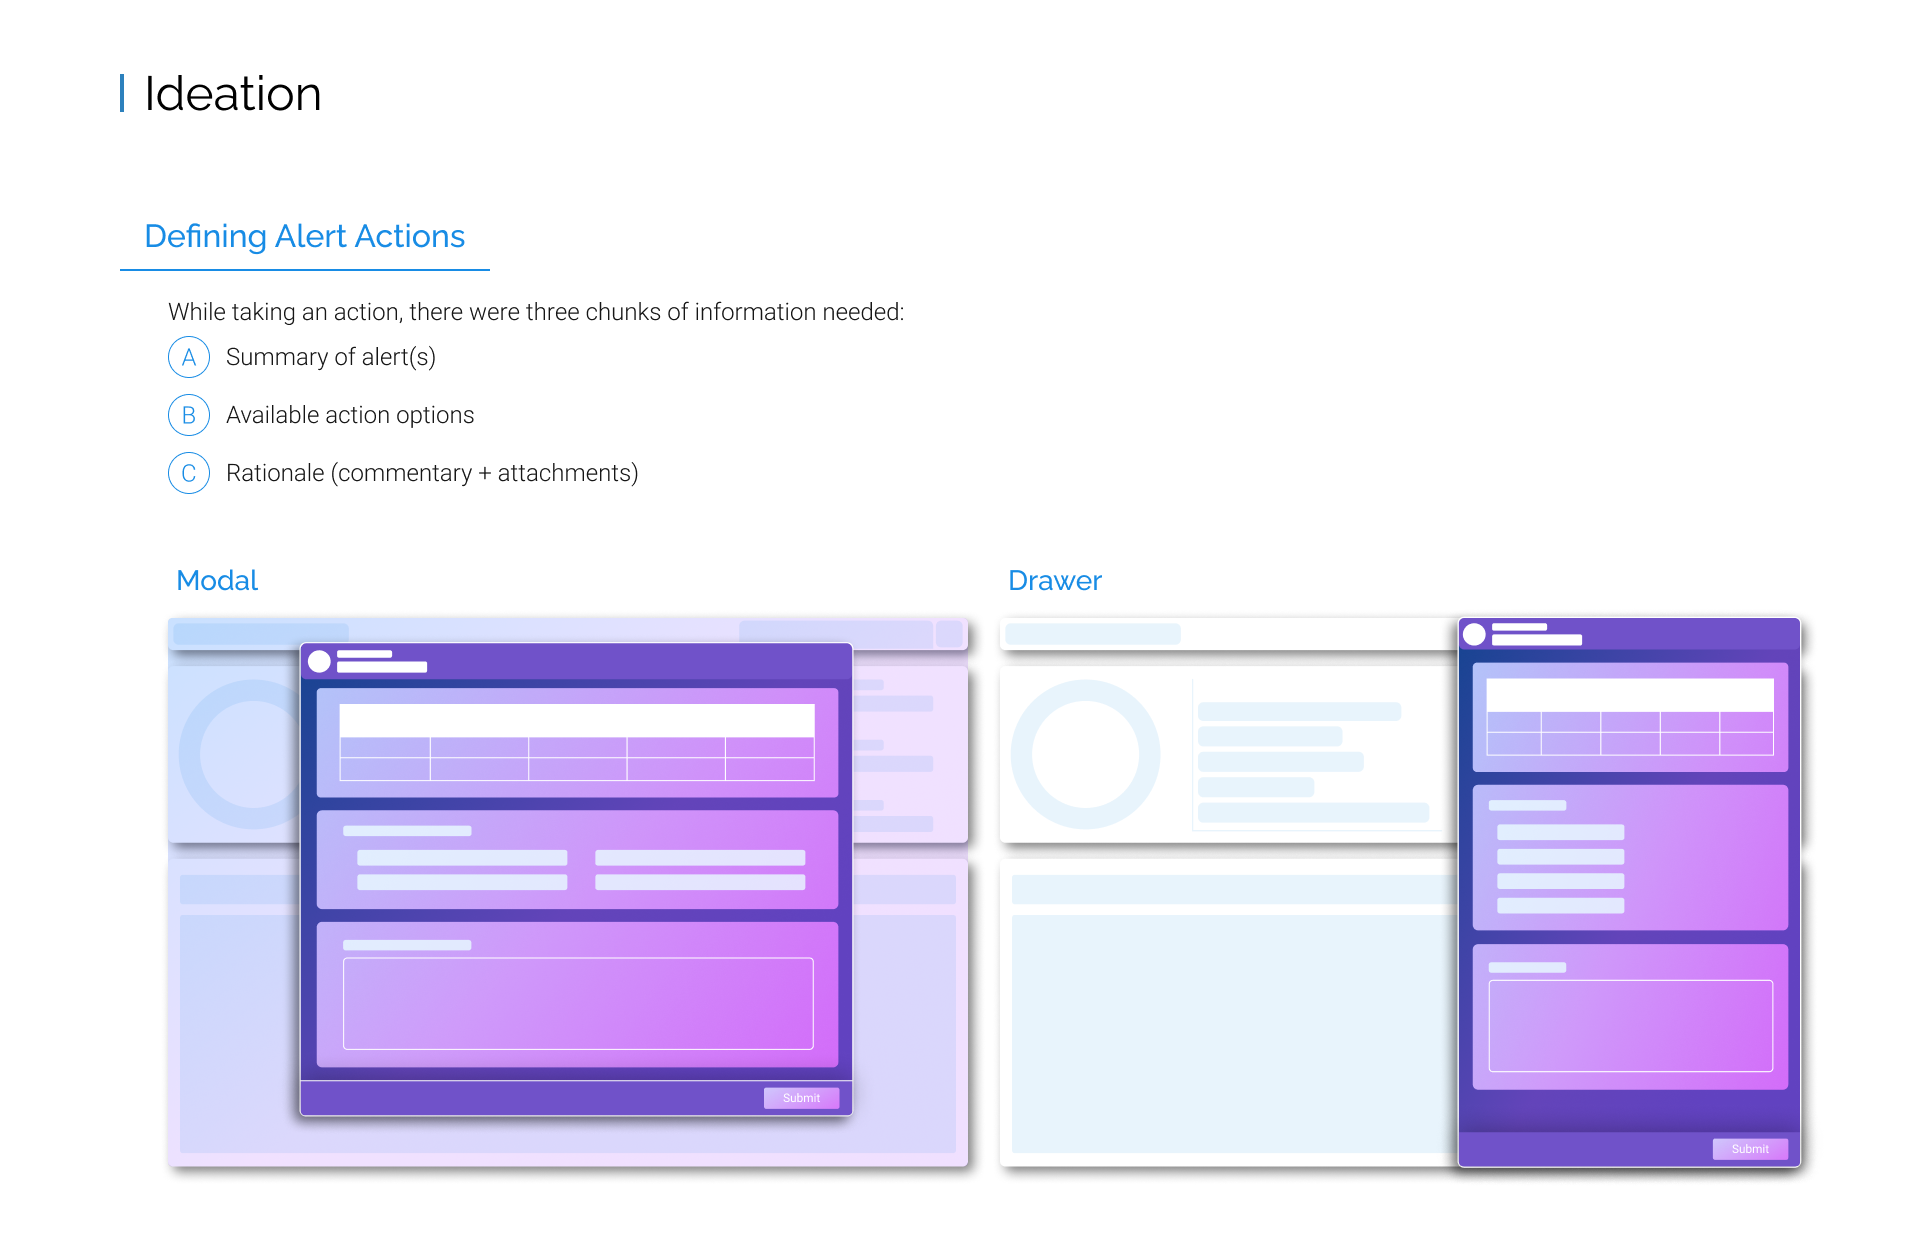 Ideation
Defining Alert Actions
While taking an action, there were three chunks of information needed:
A Summary of alert(s)
B Available action options
C Rationale (commentary + attachments)
Modal
Drawer
Submit
Submit